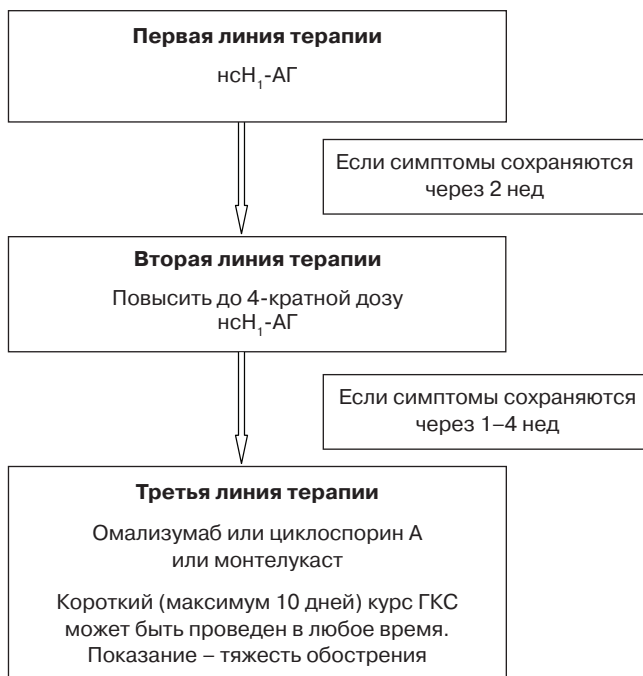 Первая линия терапии
нсН₁-АГ
Если симптомы сохраняются
через 2 нед
Вторая линия терапии
Повысить до 4-кратной дозу
нсН₁-АГ
Если симптомы сохраняются
через 1–4 нед
Третья линия терапии
Омализумаб или циклоспорин А
или монтелукаст
Короткий (максимум 10 дней) курс ГКС
может быть проведен в любое время.
Показание – тяжесть обострения